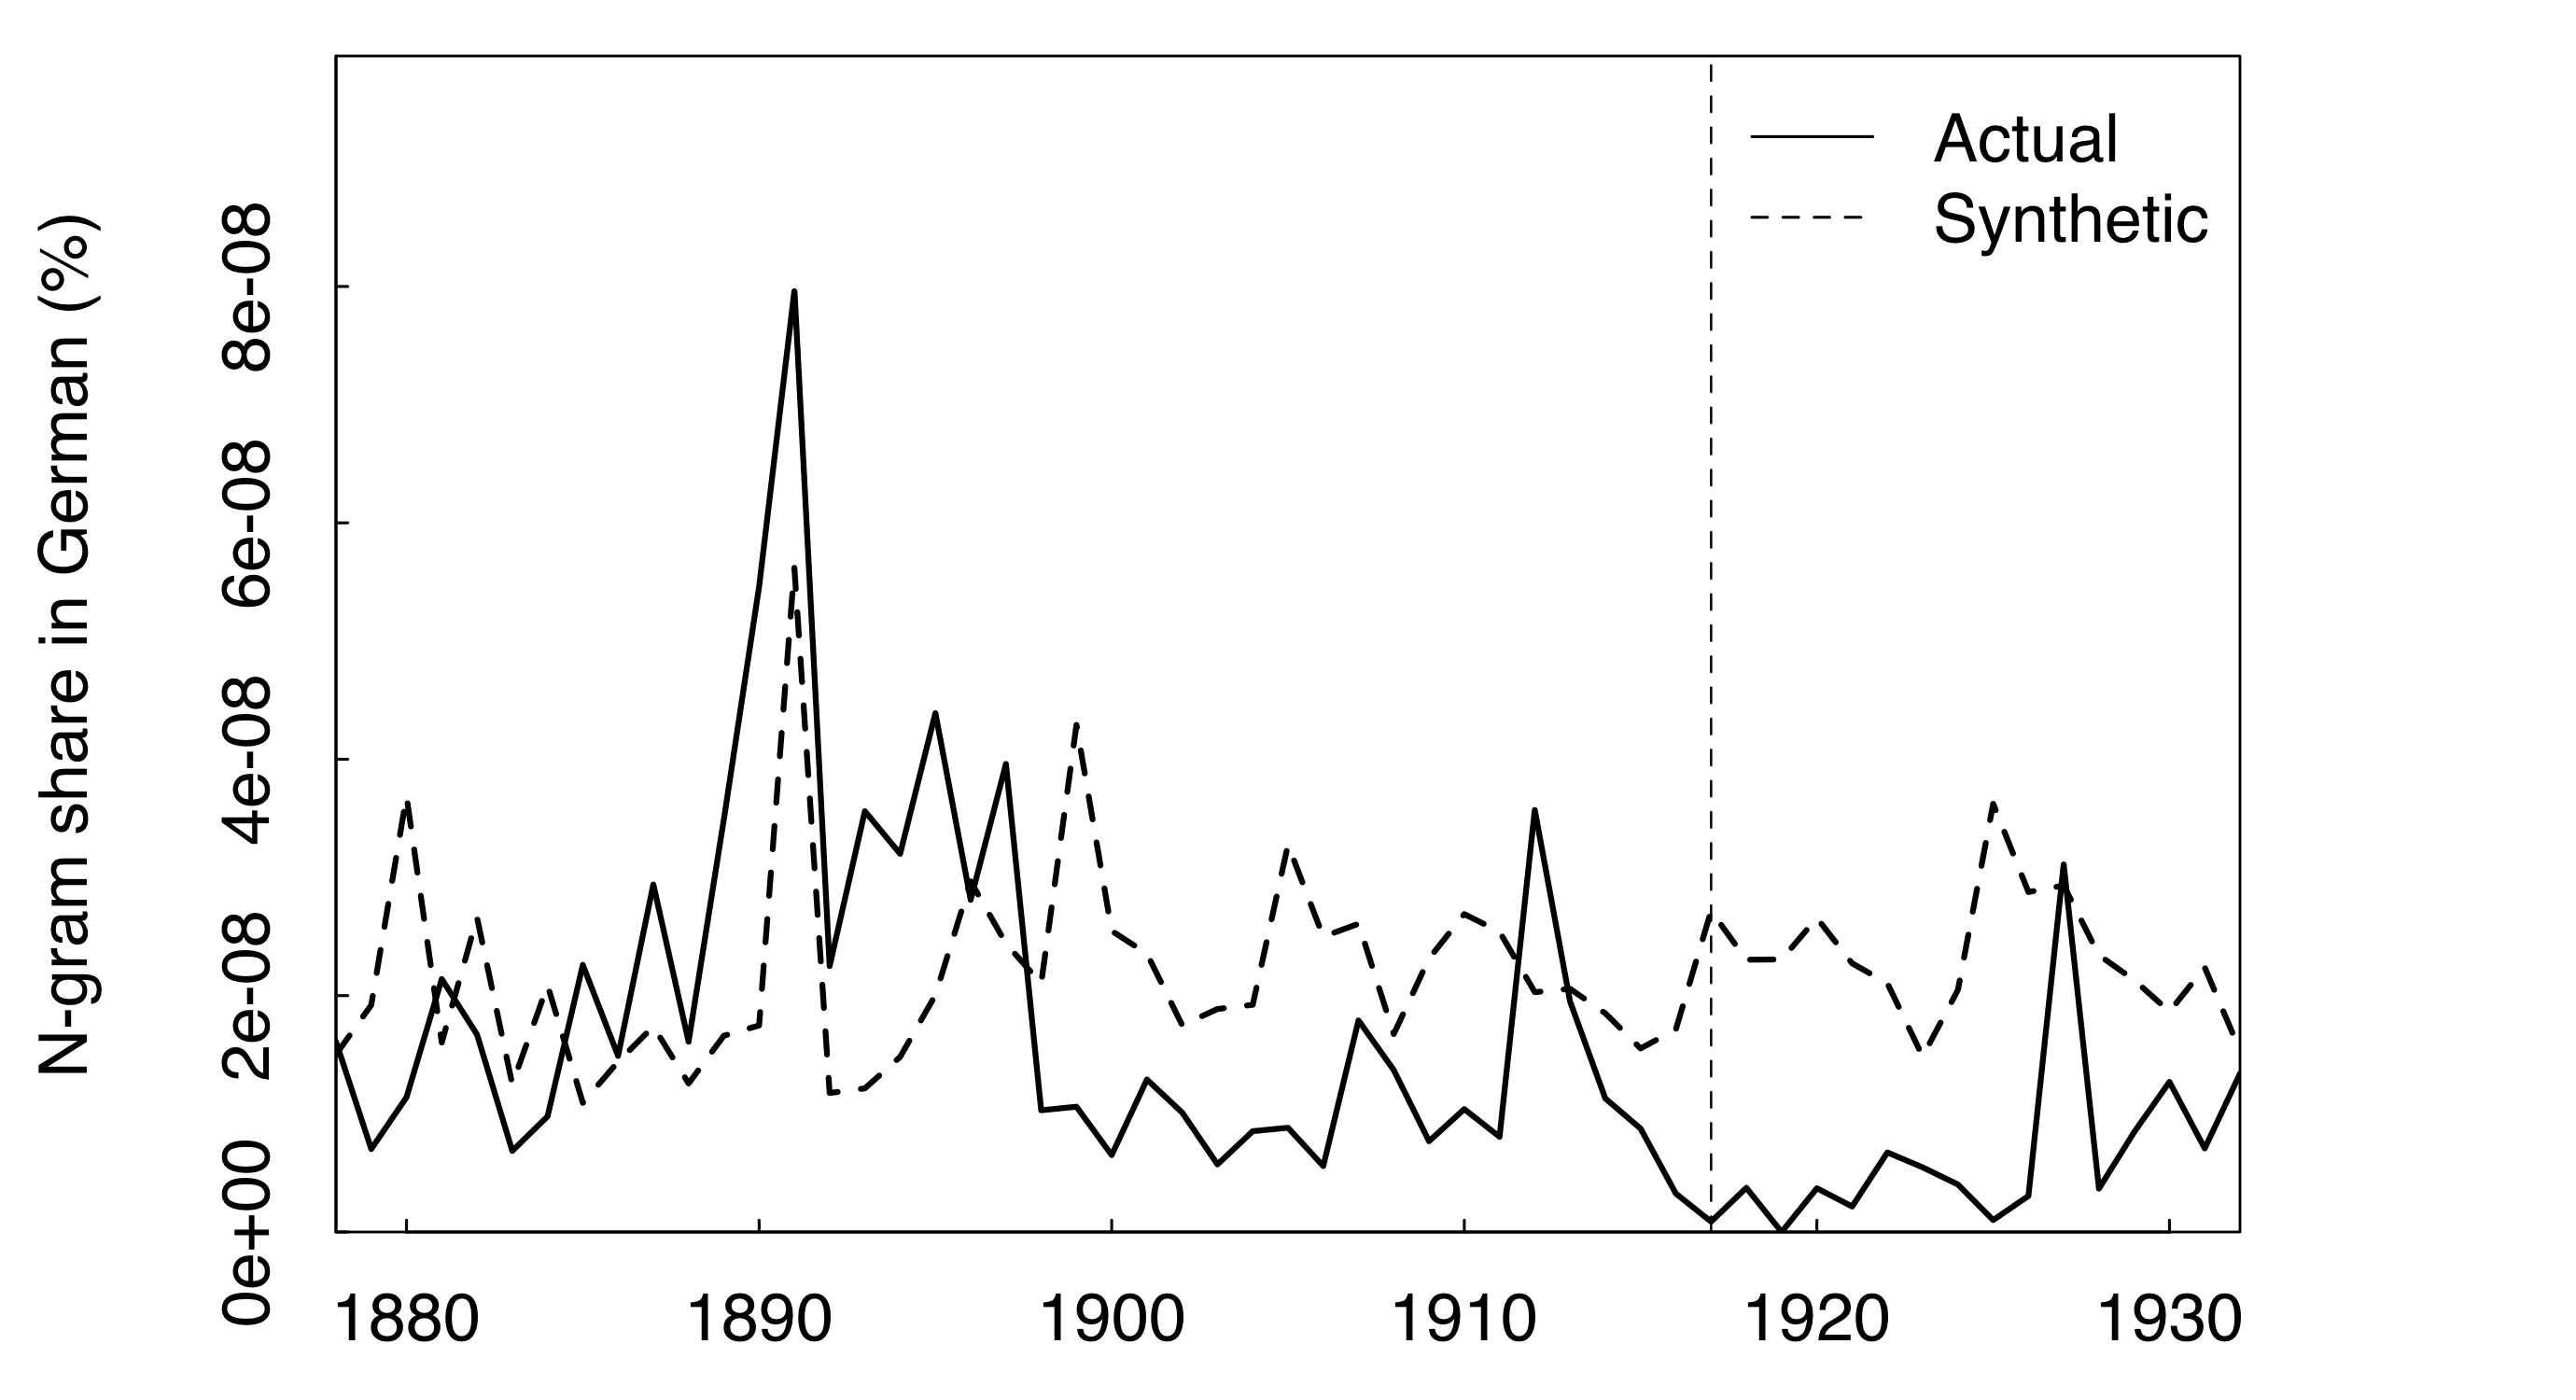 N-gram share in German (%)
8e-08
6e-08
4e-08
2e-08
0e+00
Actual
Synthetic
1880 1890 1900 1910 1920 1930